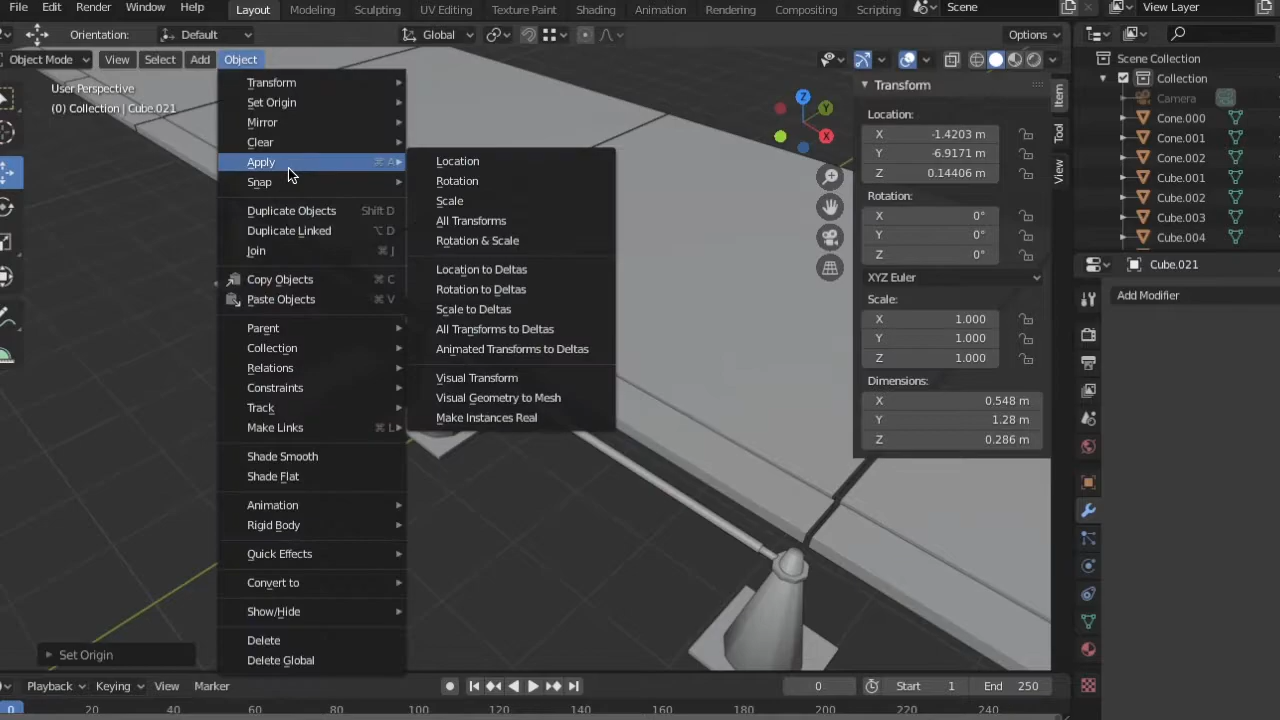 File Edit Render Window Help Layout Modeling Sculpting UV Editing Texture Paint Shading Animation Rendering Compositing Scripting Scene View Layer
Orientation: Default Global Options
Object Mode View Select Add Object
User Perspective
(0) Collection | Cube.021
Transform
Set Origin
Mirror
Clear
Apply ⌘ A
Snap
Duplicate Objects Shift D
Duplicate Linked ⌥ D
Join ⌘ J
Copy Objects ⌘ C
Paste Objects ⌘ V
Parent
Collection
Relations
Constraints
Track
Make Links ⌘ L
Shade Smooth
Shade Flat
Animation
Rigid Body
Quick Effects
Convert to
Show/Hide
Delete
Delete Global
Location
Rotation
Scale
All Transforms
Rotation & Scale
Location to Deltas
Rotation to Deltas
Scale to Deltas
All Transforms to Deltas
Animated Transforms to Deltas
Visual Transform
Visual Geometry to Mesh
Make Instances Real
Z
Y
X
Transform
Location:
X -1.4203 m
Y -6.9171 m
Z 0.14406 m
Rotation:
X 0°
Y 0°
Z 0°
XYZ Euler
Scale:
X 1.000
Y 1.000
Z 1.000
Dimensions:
X 0.548 m
Y 1.28 m
Z 0.286 m
Item
Tool
View
Scene Collection
Collection
Camera
Cone.000
Cone.001
Cone.002
Cube.001
Cube.002
Cube.003
Cube.004
Cube.021
Add Modifier
Set Origin
Playback Keying View Marker 0 Start 1 End 250
0 20 40 60 80 100 120 140 160 180 200 220 240